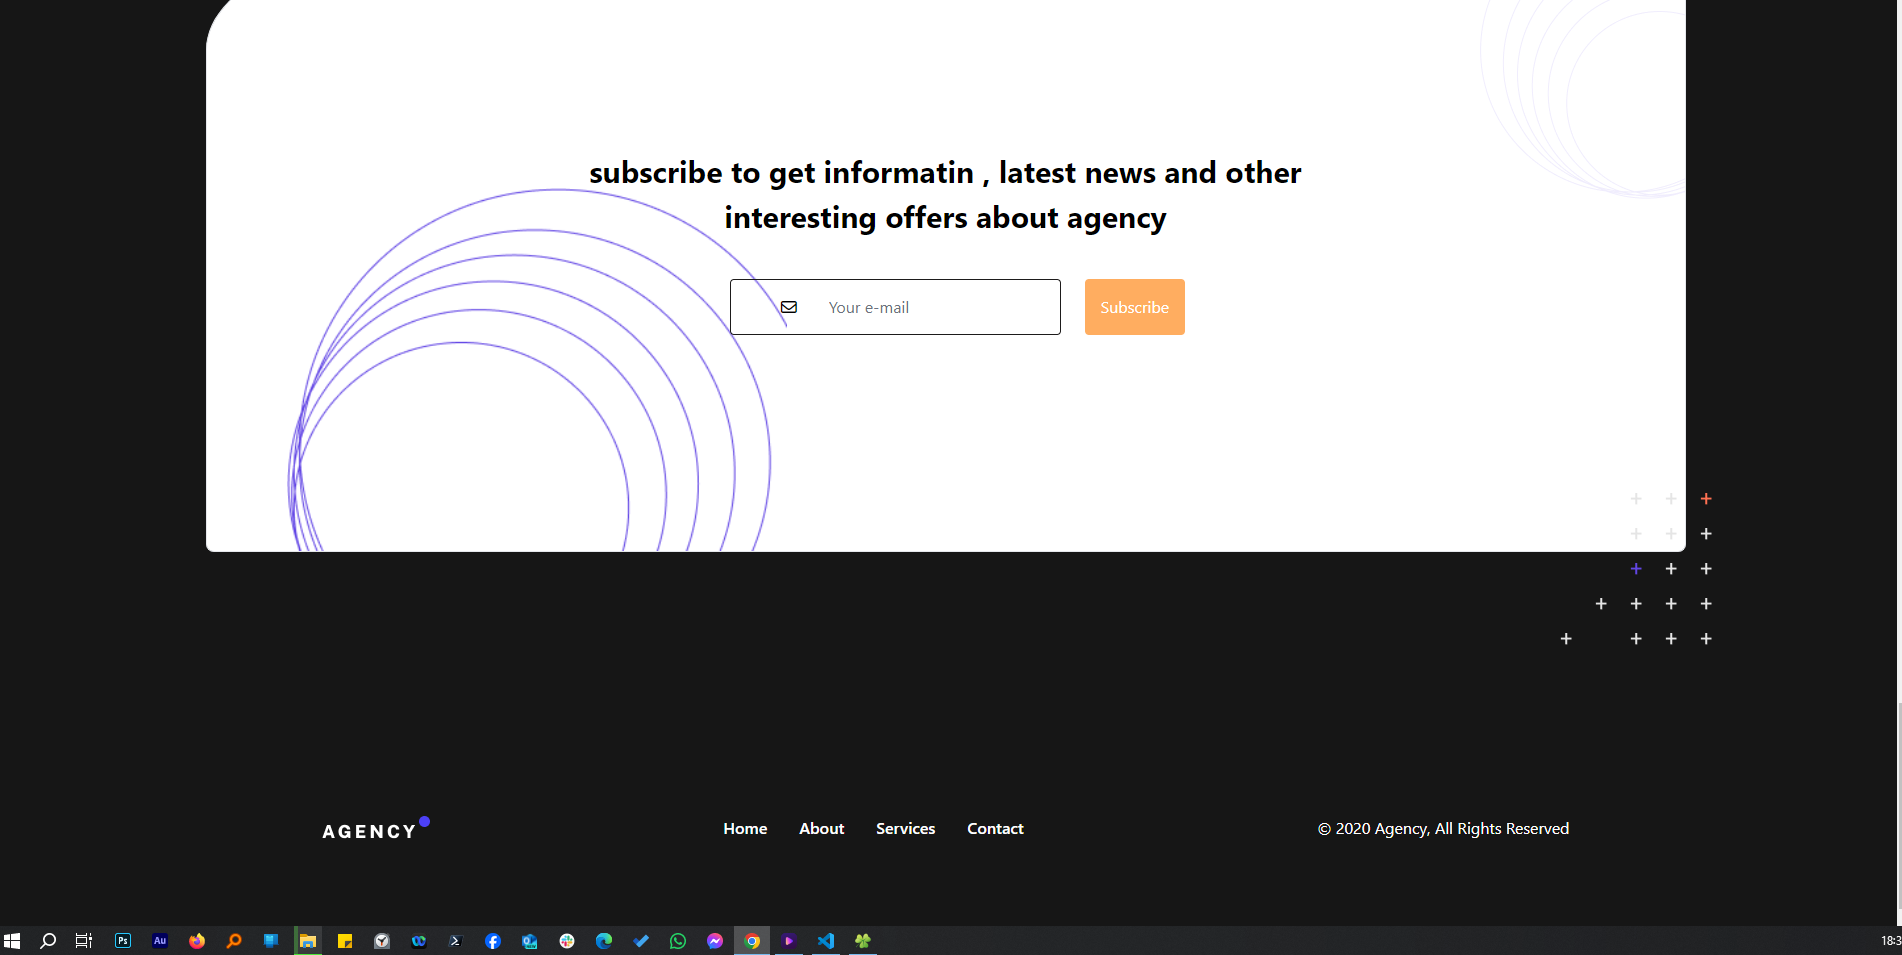 subscribe to get informatin , latest news and other
interesting offers about agency
Your e-mail
Subscribe
AGENCY
Home About Services Contact
© 2020 Agency, All Rights Reserved
Ps
Au
18:3